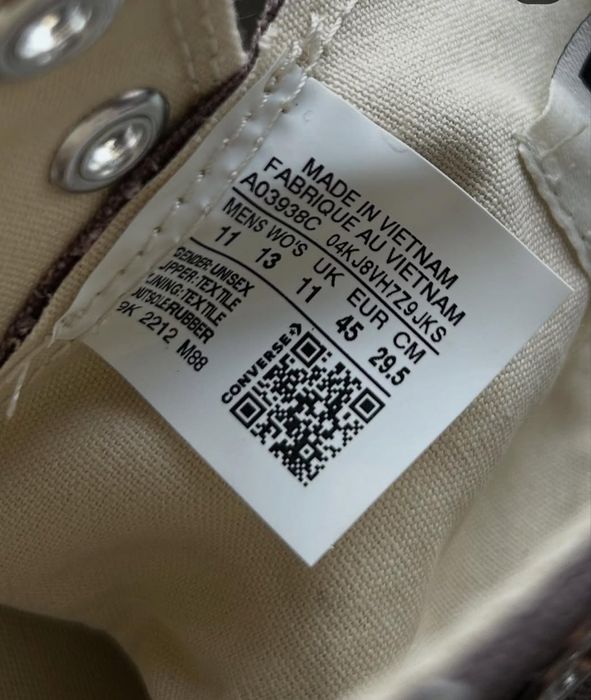 MADE IN VIETNAM
FABRIQUE AU VIETNAM
A03938C 04KJ8VH7Z9JKS
MENS WO'S UK EUR CM
11 13 11 45 29.5
GENDER:UNISEX
UPPER:TEXTILE
LINING:TEXTILE
OUTSOLE:RUBBER
9K 2212 M88
CONVERSE